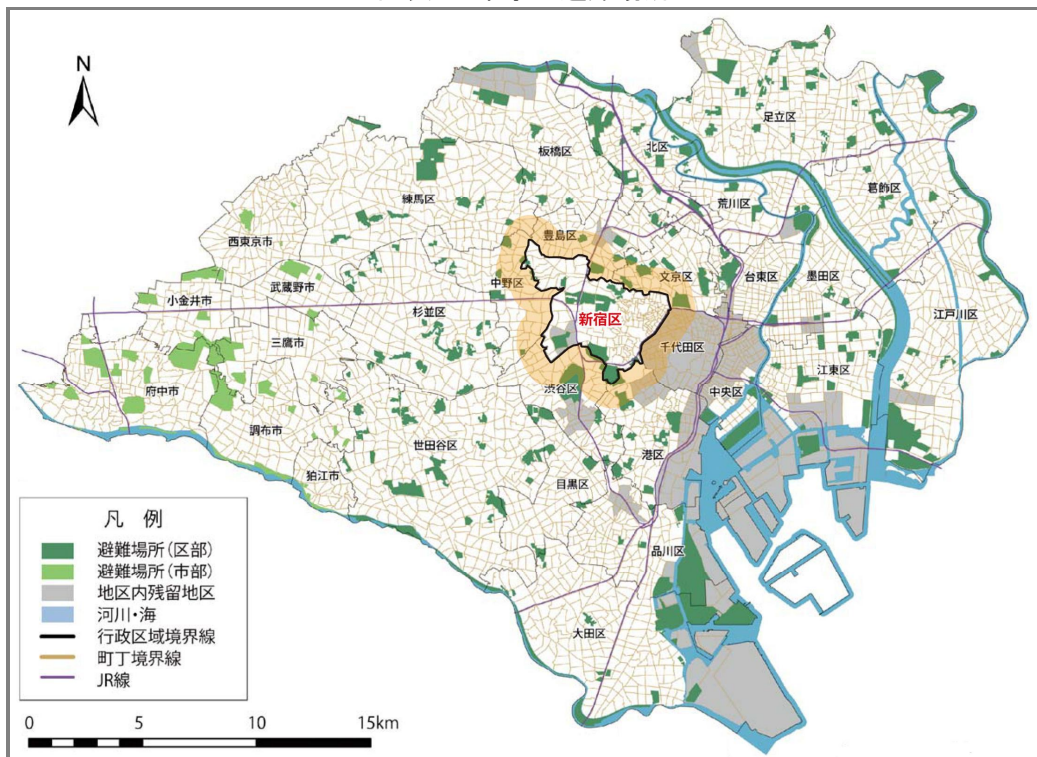 N
足立区
板橋区
北区
葛飾区
荒川区
練馬区
豊島区
西東京市
文京区
台東区
墨田区
中野区
武蔵野市
小金井市
杉並区
新宿区
江戸川区
三鷹市
千代田区
江東区
府中市
渋谷区
中央区
調布市
世田谷区
港区
狛江市
目黒区
品川区
大田区
凡 例
避難場所(区部)
避難場所(市部)
地区内残留地区
河川・海
行政区域境界線
町丁境界線
JR線
0 5 10 15km